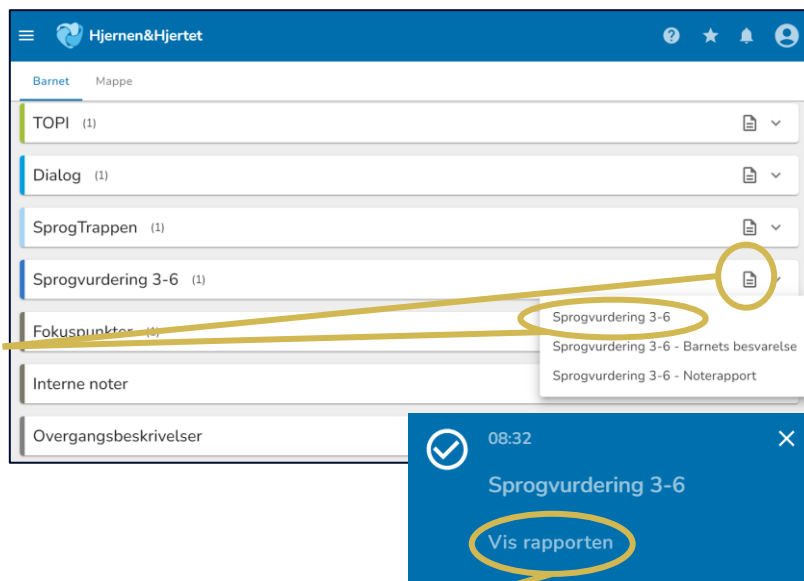 Hjernen&Hjertet
Barnet Mappe
TOPI (1)
Dialog (1)
SprogTrappen (1)
Sprogvurdering 3-6 (1)
Sprogvurdering 3-6
Fokuspunkter
Sprogvurdering 3-6 - Barnets besvarelse
Sprogvurdering 3-6 - Noterapport
Interne noter
Overgangsbeskrivelser
08:32
Sprogvurdering 3-6
Vis rapporten